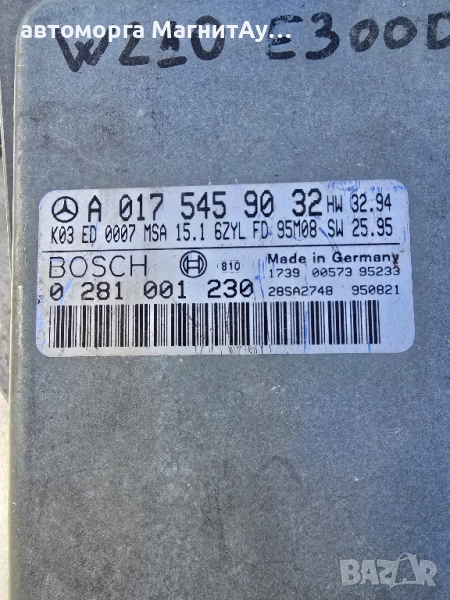 автоморга МагнитАу…
W210 E300D
A 017 545 90 32 HW 32.94
K03 ED 0007 MSA 15.1 6ZYL FD 95M08 SW 25.95
BOSCH 810 Made in Germany
1739 00573 95233
0 281 001 230 28SA2748 950821
BAZAR